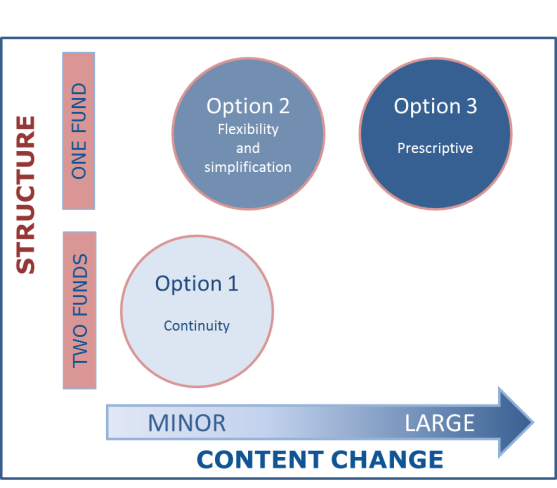 STRUCTURE
ONE FUND
Option 2
Flexibility
and
simplification
Option 3
Prescriptive
TWO FUNDS
Option 1
Continuity
MINOR
LARGE
CONTENT CHANGE